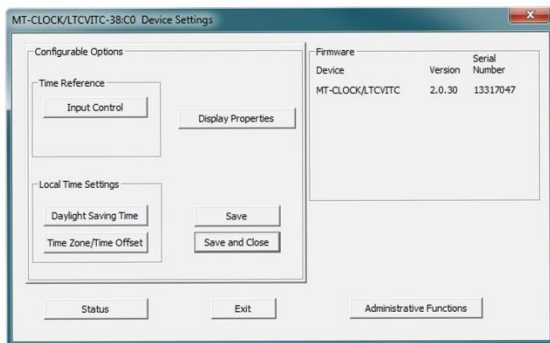 MT-CLOCK/LTCVITC-38:C0 Device Settings
Configurable Options
Time Reference
Input Control
Display Properties
Local Time Settings
Daylight Saving Time
Save
Time Zone/Time Offset
Save and Close
Firmware
Device Version Serial Number
MT-CLOCK/LTCVITC 2.0.30 13317047
Status
Exit
Administrative Functions